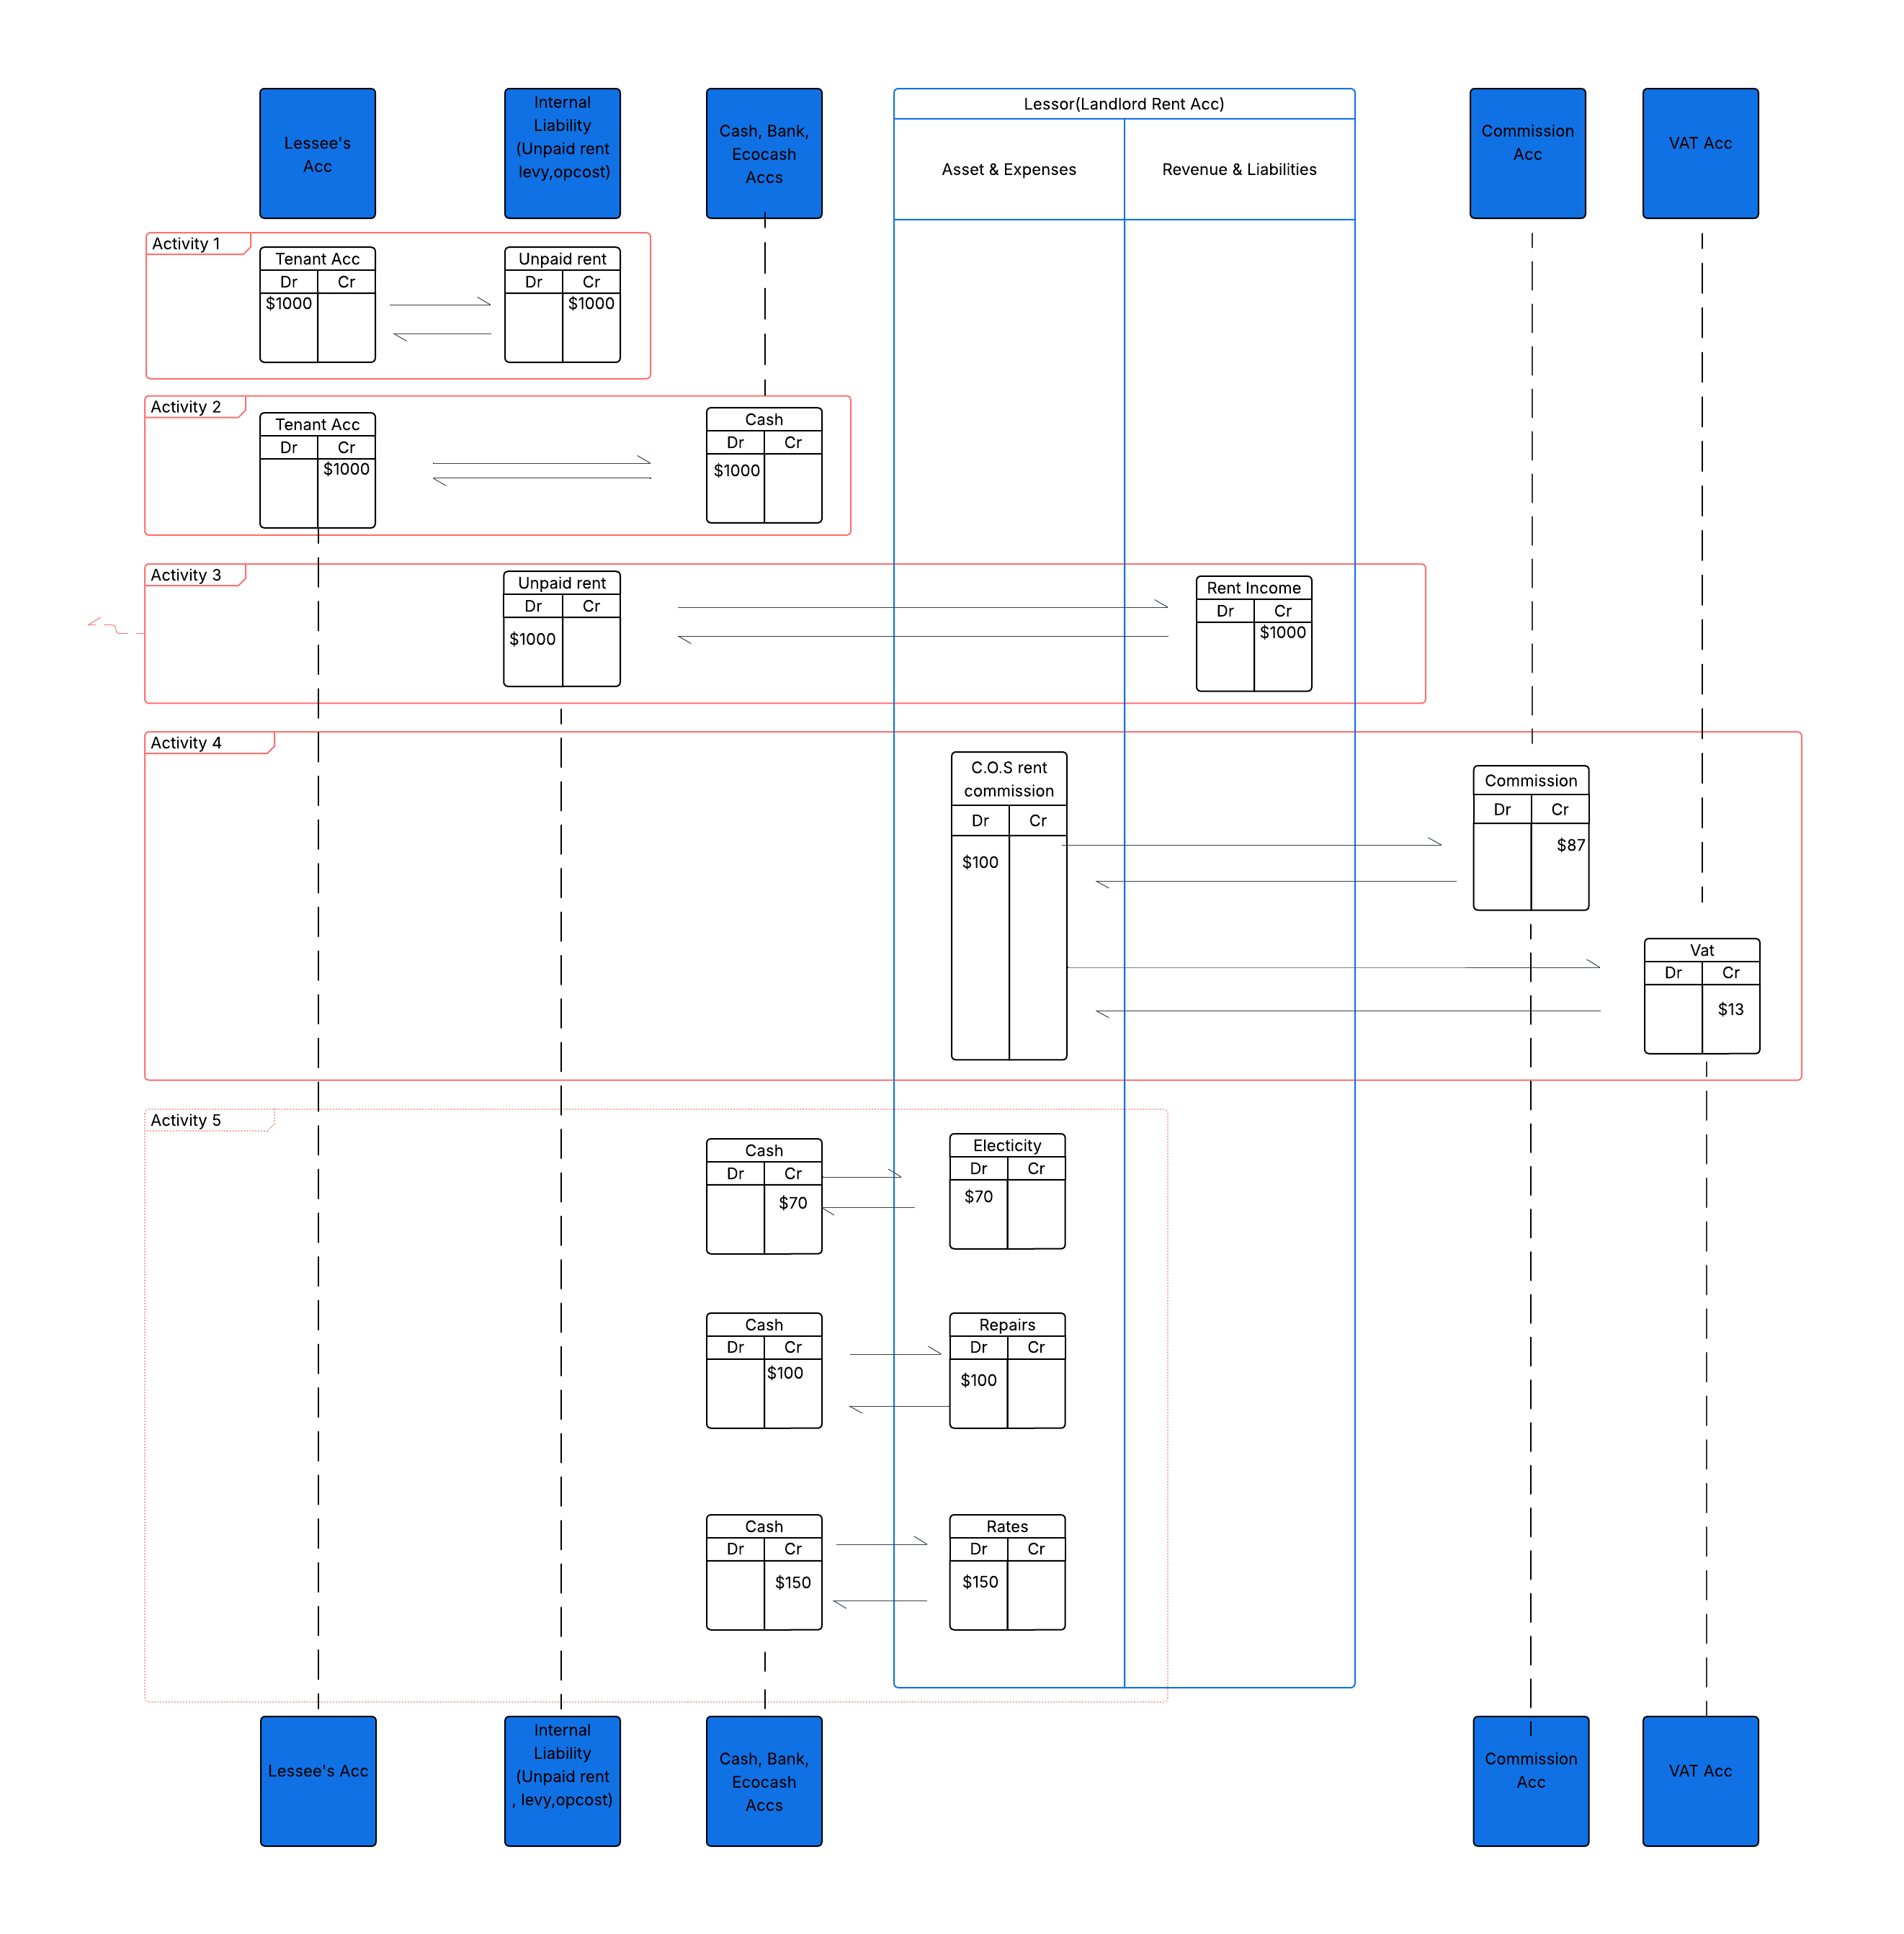 Lessee's
Acc
Internal
Liability
(Unpaid rent
levy,opcost)
Cash, Bank,
Ecocash
Accs
Lessor(Landlord Rent Acc)
Asset & Expenses
Revenue & Liabilities
Commission
Acc
VAT Acc
Activity 1
Tenant Acc
Dr Cr
$1000
Unpaid rent
Dr Cr
$1000
Activity 2
Tenant Acc
Dr Cr
$1000
Cash
Dr Cr
$1000
Activity 3
Unpaid rent
Dr Cr
$1000
Rent Income
Dr Cr
$1000
Activity 4
C.O.S rent
commission
Dr Cr
$100
Commission
Dr Cr
$87
Vat
Dr Cr
$13
Activity 5
Cash
Dr Cr
$70
Electicity
Dr Cr
$70
Cash
Dr Cr
$100
Repairs
Dr Cr
$100
Cash
Dr Cr
$150
Rates
Dr Cr
$150
Lessee's Acc
Internal
Liability
(Unpaid rent
, levy,opcost)
Cash, Bank,
Ecocash
Accs
Commission
Acc
VAT Acc